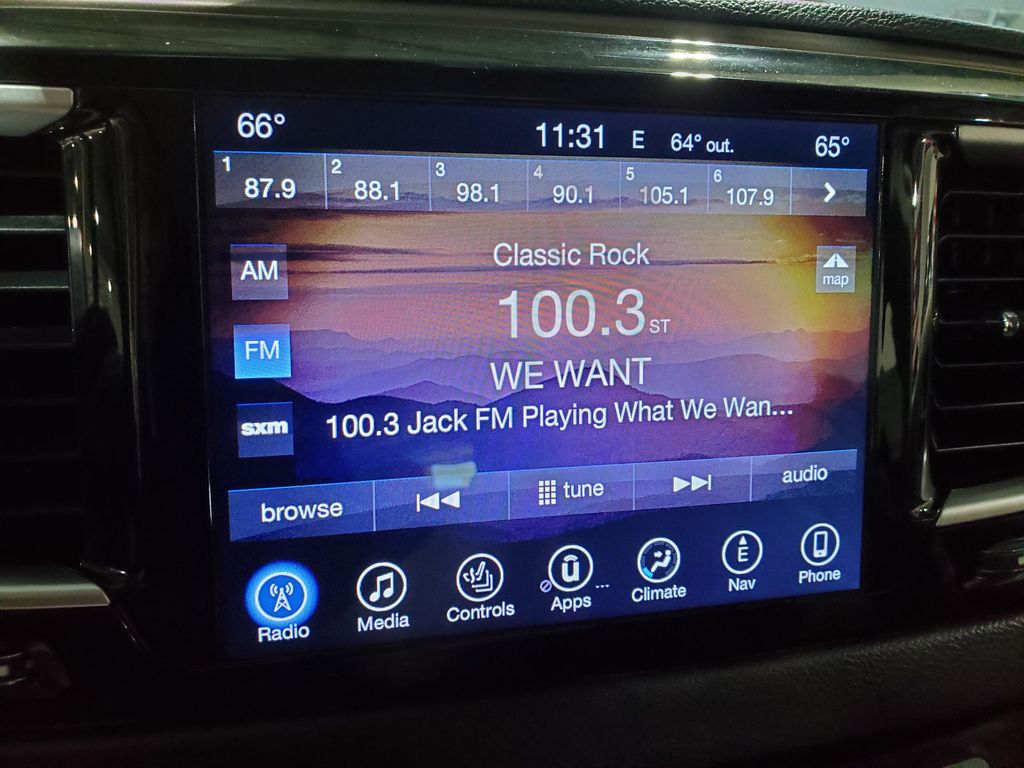 66° 11:31 E 64° out. 65°
1 87.9 2 88.1 3 98.1 4 90.1 5 105.1 6 107.9
Classic Rock
AM
map
100.3 ST
FM
WE WANT
100.3 Jack FM Playing What We Wan...
sxm
browse tune audio
E
Radio Media Controls Apps ... Climate Nav Phone